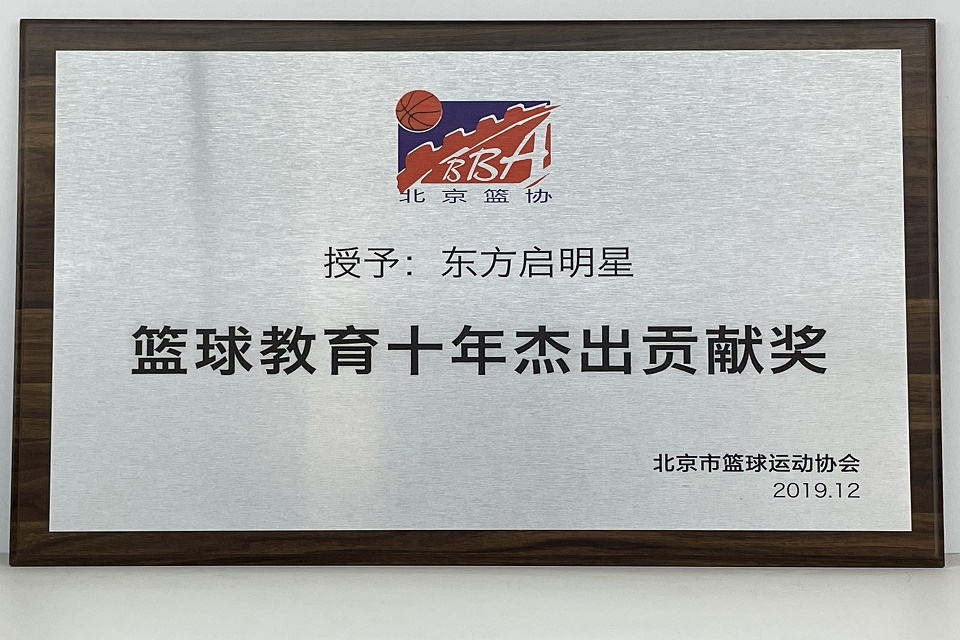 BBA
北京篮协
授予：东方启明星
篮球教育十年杰出贡献奖
北京市篮球运动协会
2019.12